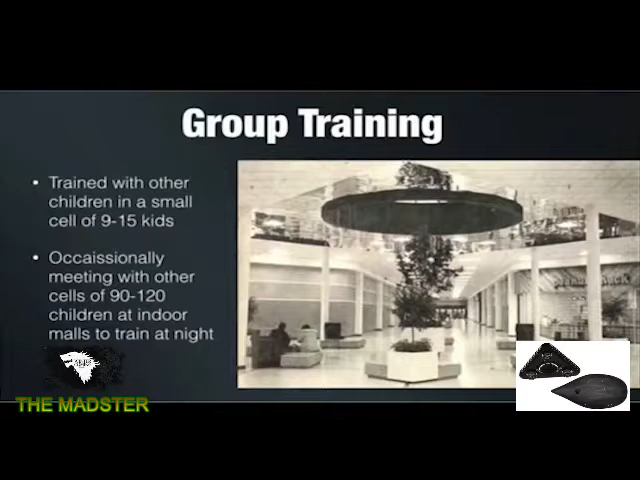 Group Training
• Trained with other
children in a small
cell of 9-15 kids
• Occaissionally
meeting with other
cells of 90-120
children at indoor
malls to train at night
THE MADSTER